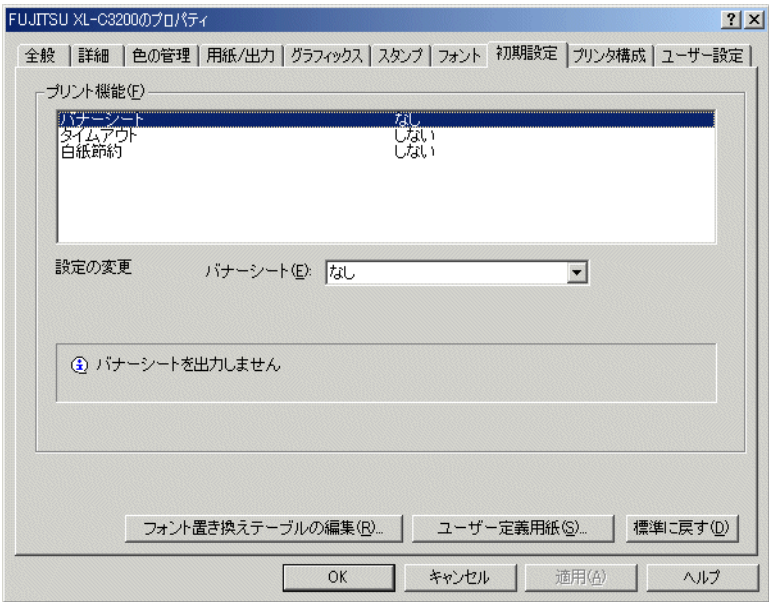 FUJITSU XL-C3200のプロパティ
全般 詳細 色の管理 用紙/出力 グラフィックス スタンプ フォント 初期設定 プリンタ構成 ユーザー設定
プリント機能(F)
バナーシート なし
タイムアウト しない
白紙節約 しない
設定の変更 バナーシート(E): なし
バナーシートを出力しません
フォント置き換えテーブルの編集(R)... ユーザー定義用紙(S)... 標準に戻す(D)
OK キャンセル 適用(A) ヘルプ